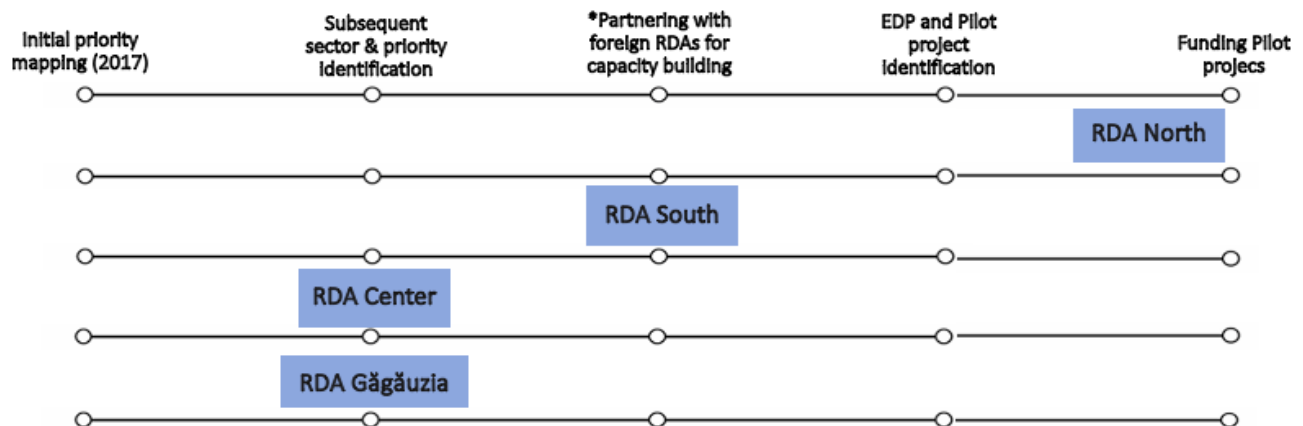 Initial priority
mapping (2017)
Subsequent
sector & priority
identification
*Partnering with
foreign RDAs for
capacity building
EDP and Pilot
project
identification
Funding Pilot
projecs
RDA North
RDA South
RDA Center
RDA Găgăuzia